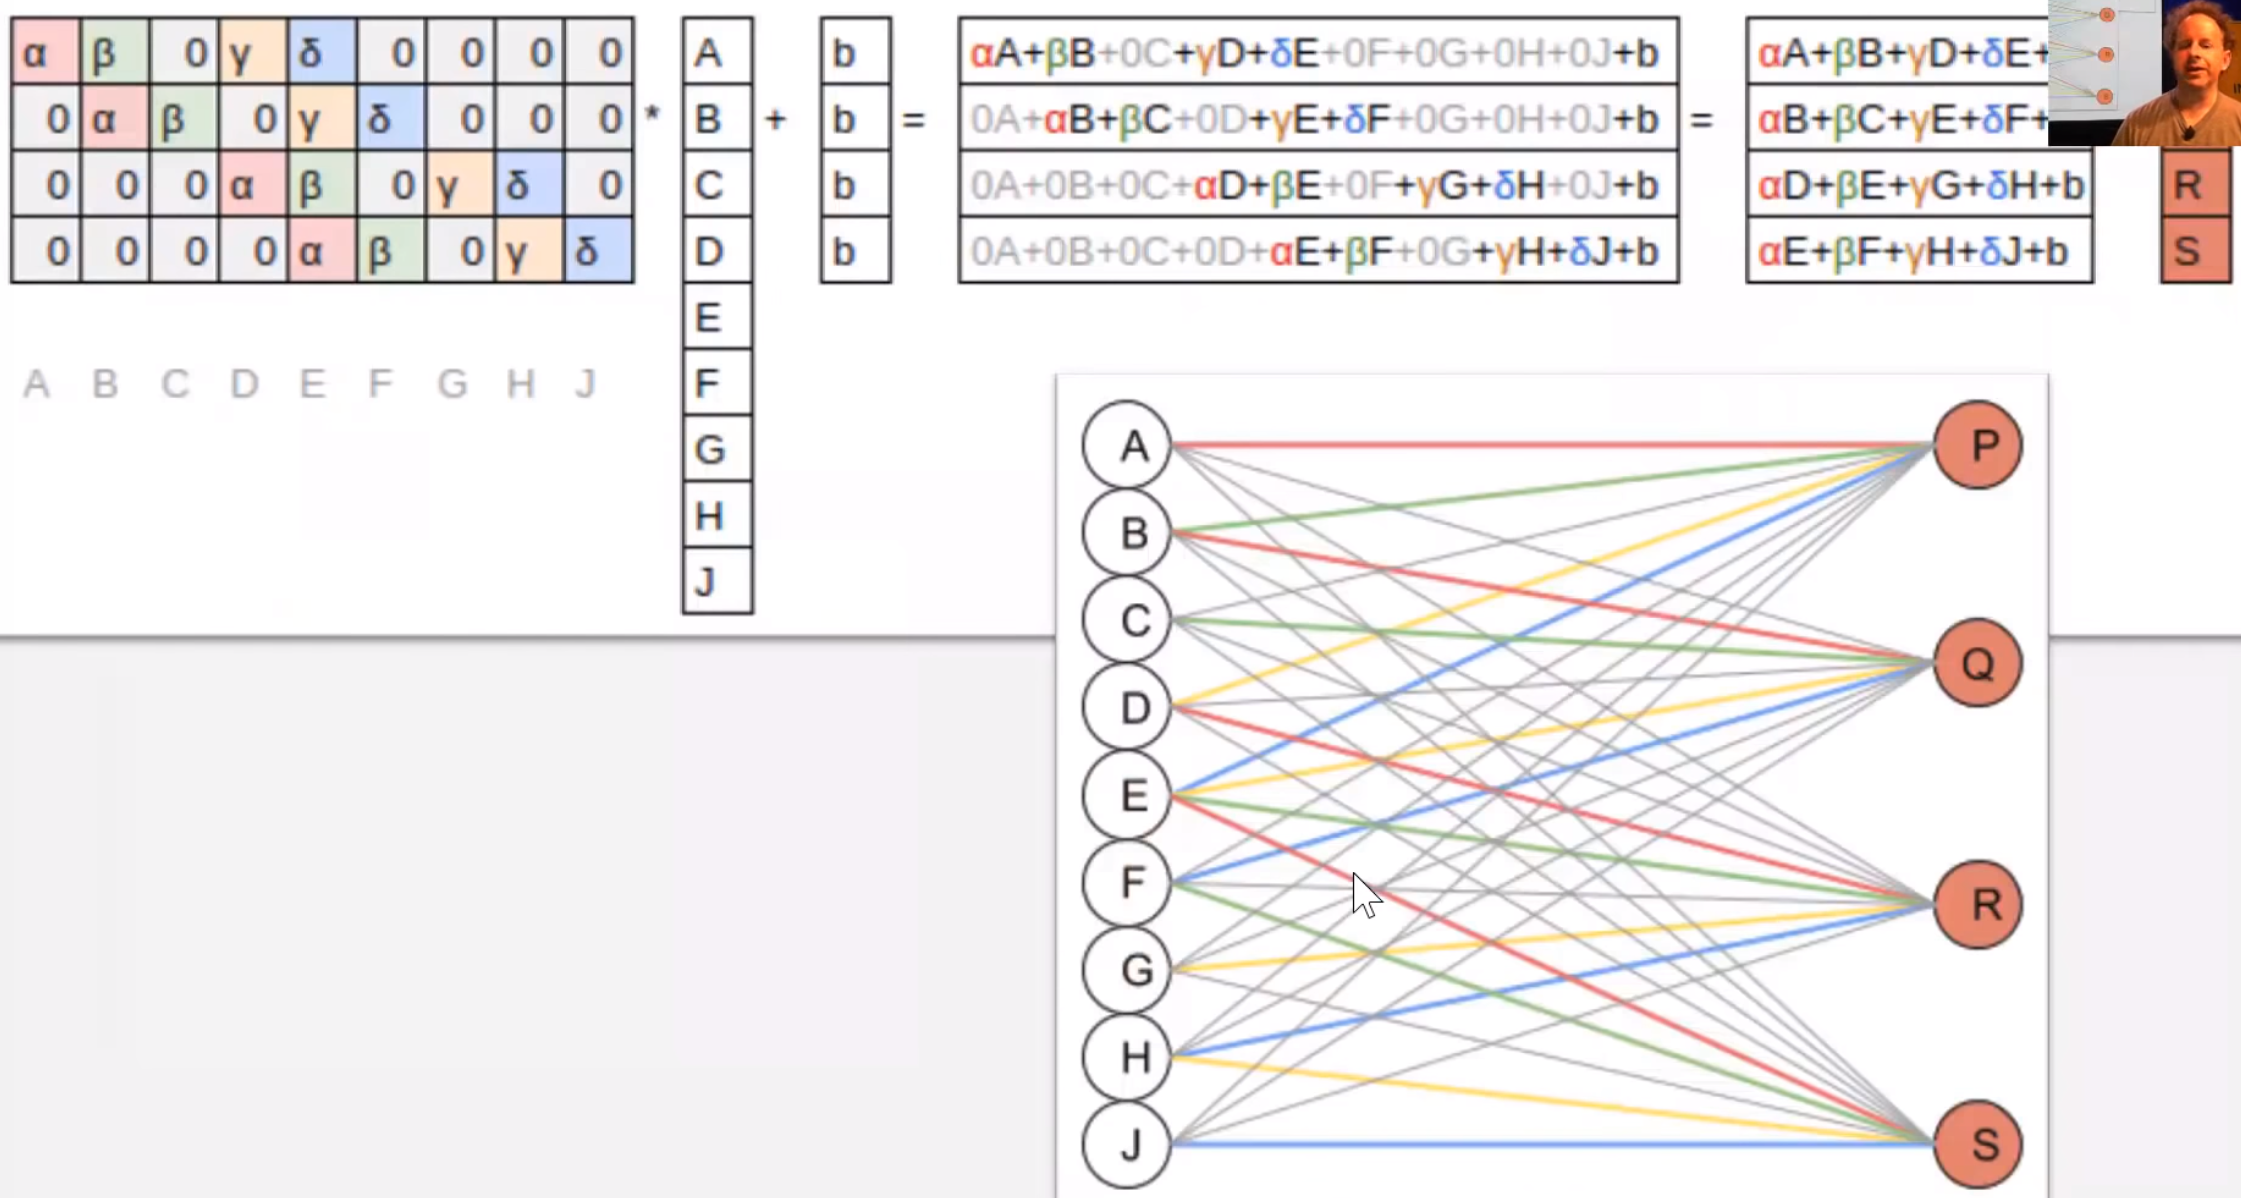 α β 0 γ δ 0 0 0 0 A b αA+βB+0C+γD+δE+0F+0G+0H+0J+b αA+βB+γD+δE+
0 α β 0 γ δ 0 0 0 * B + b = 0A+αB+βC+0D+γE+δF+0G+0H+0J+b = αB+βC+γE+δF+
0 0 0 α β 0 γ δ 0 C b 0A+0B+0C+αD+βE+0F+γG+δH+0J+b αD+βE+γG+δH+b R
0 0 0 0 α β 0 γ δ D b 0A+0B+0C+0D+αE+βF+0G+γH+δJ+b αE+βF+γH+δJ+b S
E
A B C D E F G H J F
G
H
J
A P
B
C
Q
D
E
F
R
G
H
J S